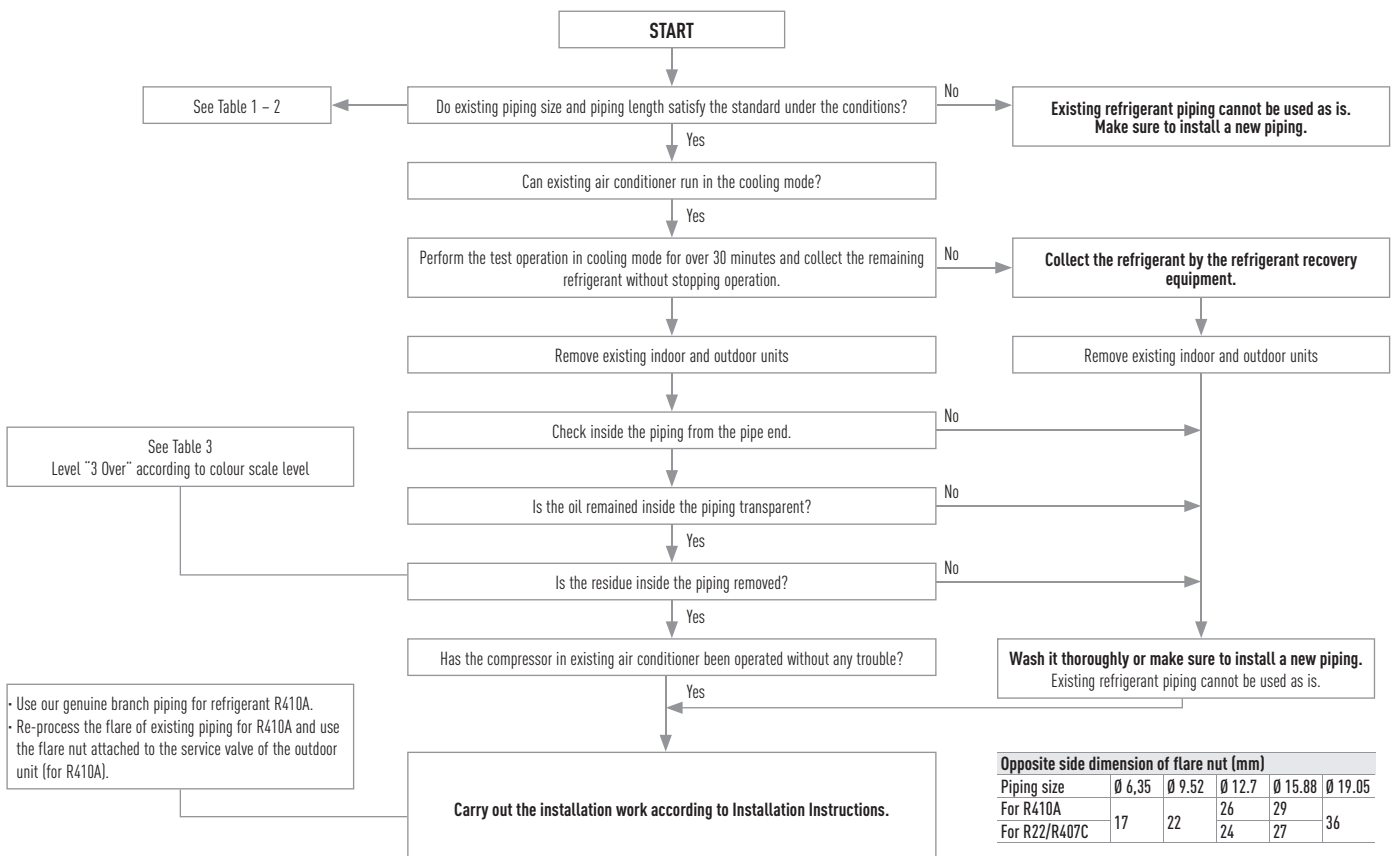 START
See Table 1 – 2
Do existing piping size and piping length satisfy the standard under the conditions?
No
Existing refrigerant piping cannot be used as is.
Make sure to install a new piping.
Yes
Can existing air conditioner run in the cooling mode?
Yes
Perform the test operation in cooling mode for over 30 minutes and collect the remaining
refrigerant without stopping operation.
No
Collect the refrigerant by the refrigerant recovery
equipment.
Remove existing indoor and outdoor units
Remove existing indoor and outdoor units
Check inside the piping from the pipe end.
No
See Table 3
Level "3 Over" according to colour scale level
Is the oil remained inside the piping transparent?
No
Yes
Is the residue inside the piping removed?
No
Yes
Has the compressor in existing air conditioner been operated without any trouble?
Wash it thoroughly or make sure to install a new piping.
Existing refrigerant piping cannot be used as is.
Yes
· Use our genuine branch piping for refrigerant R410A.
· Re-process the flare of existing piping for R410A and use
the flare nut attached to the service valve of the outdoor
unit (for R410A).
Carry out the installation work according to Installation Instructions.
Opposite side dimension of flare nut (mm)
Piping size Ø 6,35 Ø 9.52 Ø 12.7 Ø 15.88 Ø 19.05
For R410A 17 22 26 29 36
For R22/R407C 24 27